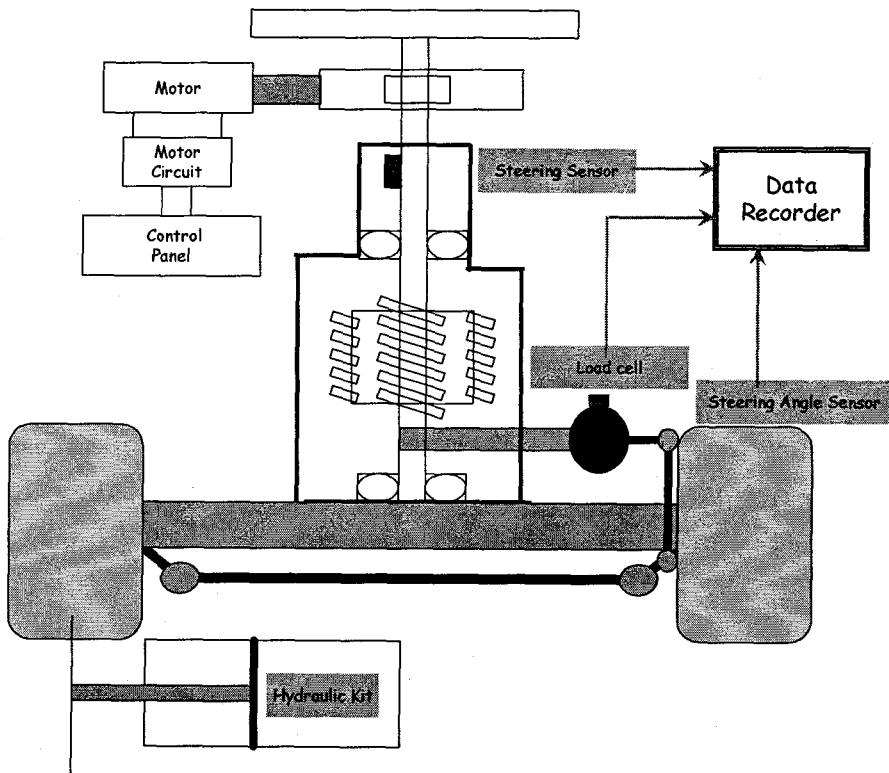 Motor
Motor
Circuit
Control
Panel
Steering Sensor
Data
Recorder
Load cell
Steering Angle Sensor
Hydraulic Kit